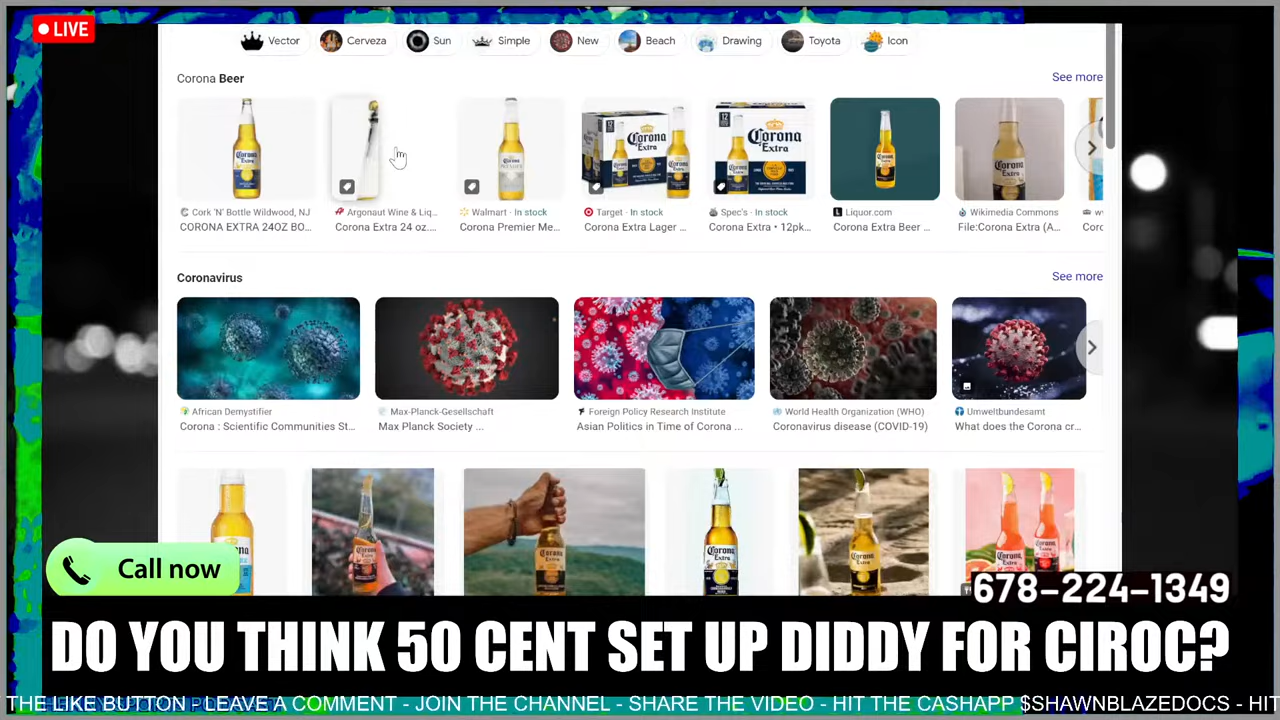 LIVE
Vector Cerveza Sun Simple New Beach Drawing Toyota Icon
Corona Beer See more
Cork 'N' Bottle Wildwood, NJ
CORONA EXTRA 24OZ BO...
Argonaut Wine & Liq...
Corona Extra 24 oz....
Walmart · In stock
Corona Premier Me...
Target · In stock
Corona Extra Lager ...
Spec's · In stock
Corona Extra • 12pk...
Liquor.com
Corona Extra Beer ...
Wikimedia Commons
File:Corona Extra (A...
Coronavirus See more
African Demystifier
Corona : Scientific Communities St...
Max-Planck-Gesellschaft
Max Planck Society ...
Foreign Policy Research Institute
Asian Politics in Time of Corona ...
World Health Organization (WHO)
Coronavirus disease (COVID-19)
Umweltbundesamt
What does the Corona cr...
Call now
678-224-1349
DO YOU THINK 50 CENT SET UP DIDDY FOR CIROC?
THE LIKE BUTTON - LEAVE A COMMENT - JOIN THE CHANNEL - SHARE THE VIDEO - HIT THE CASHAPP $SHAWNBLAZEDOCS - HIT